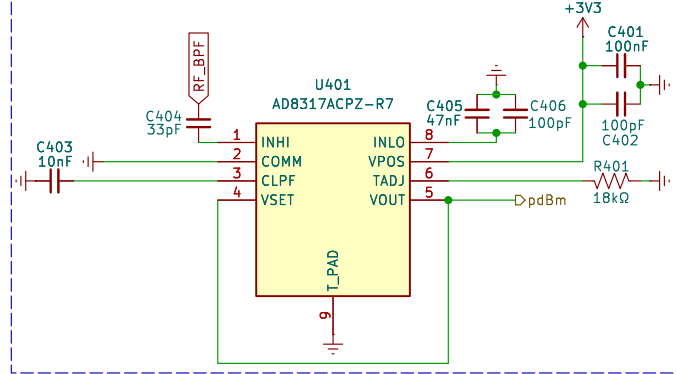 +3V3
C401
100nF
RF_BPF
U401
AD8317ACPZ-R7
C404
33pF
C405
47nF
C406
100pF
100pF
C402
1
INHI
INLO
8
C403
10nF
2
COMM
VPOS
7
3
CLPF
TADJ
6
R401
18kΩ
4
VSET
VOUT
5
pdBm
T_PAD
9